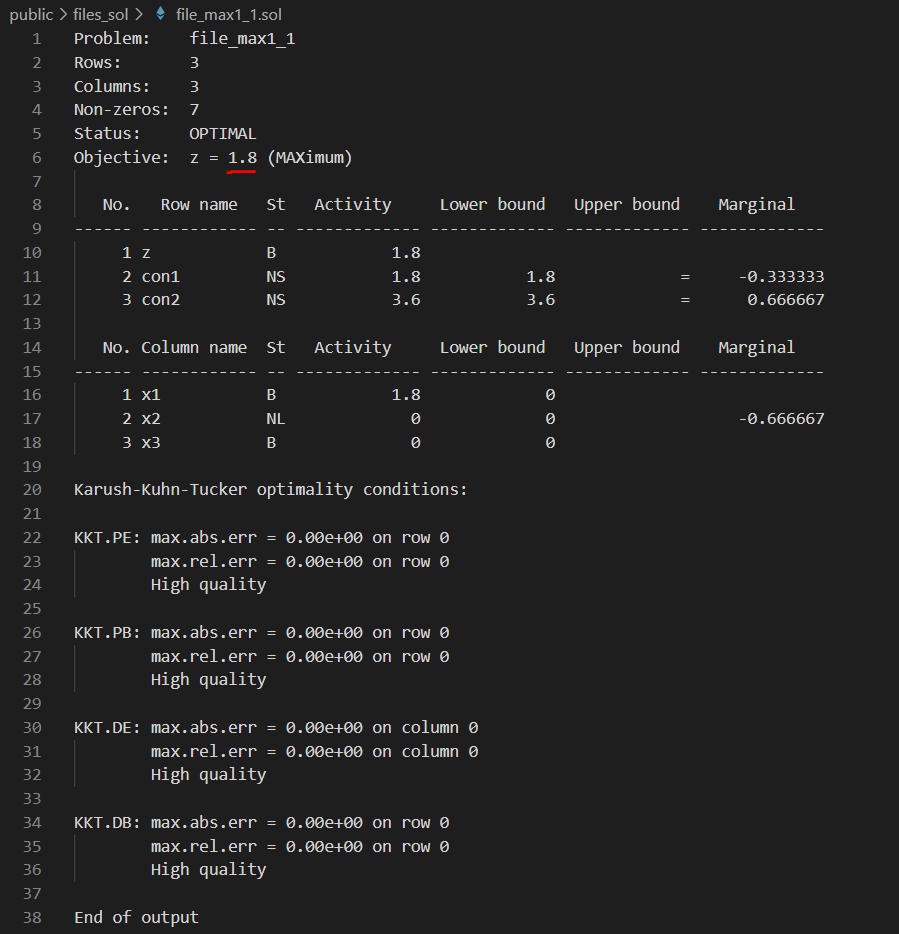 public > files_sol > file_max1_1.sol
1 Problem:    file_max1_1
2 Rows:       3
3 Columns:    3
4 Non-zeros:  7
5 Status:     OPTIMAL
6 Objective:  z = 1.8 (MAXimum)
7
8    No.   Row name   St   Activity     Lower bound   Upper bound    Marginal
9 ------ ------------ -- ------------- ------------- ------------- -------------
10      1 z            B            1.8
11      2 con1         NS           1.8           1.8             =     -0.333333
12      3 con2         NS           3.6           3.6             =      0.666667
13
14    No. Column name  St   Activity     Lower bound   Upper bound    Marginal
15 ------ ------------ -- ------------- ------------- ------------- -------------
16      1 x1           B            1.8             0
17      2 x2           NL             0             0                   -0.666667
18      3 x3           B              0             0
19
20 Karush-Kuhn-Tucker optimality conditions:
21
22 KKT.PE: max.abs.err = 0.00e+00 on row 0
23         max.rel.err = 0.00e+00 on row 0
24         High quality
25
26 KKT.PB: max.abs.err = 0.00e+00 on row 0
27         max.rel.err = 0.00e+00 on row 0
28         High quality
29
30 KKT.DE: max.abs.err = 0.00e+00 on column 0
31         max.rel.err = 0.00e+00 on column 0
32         High quality
33
34 KKT.DB: max.abs.err = 0.00e+00 on row 0
35         max.rel.err = 0.00e+00 on row 0
36         High quality
37
38 End of output